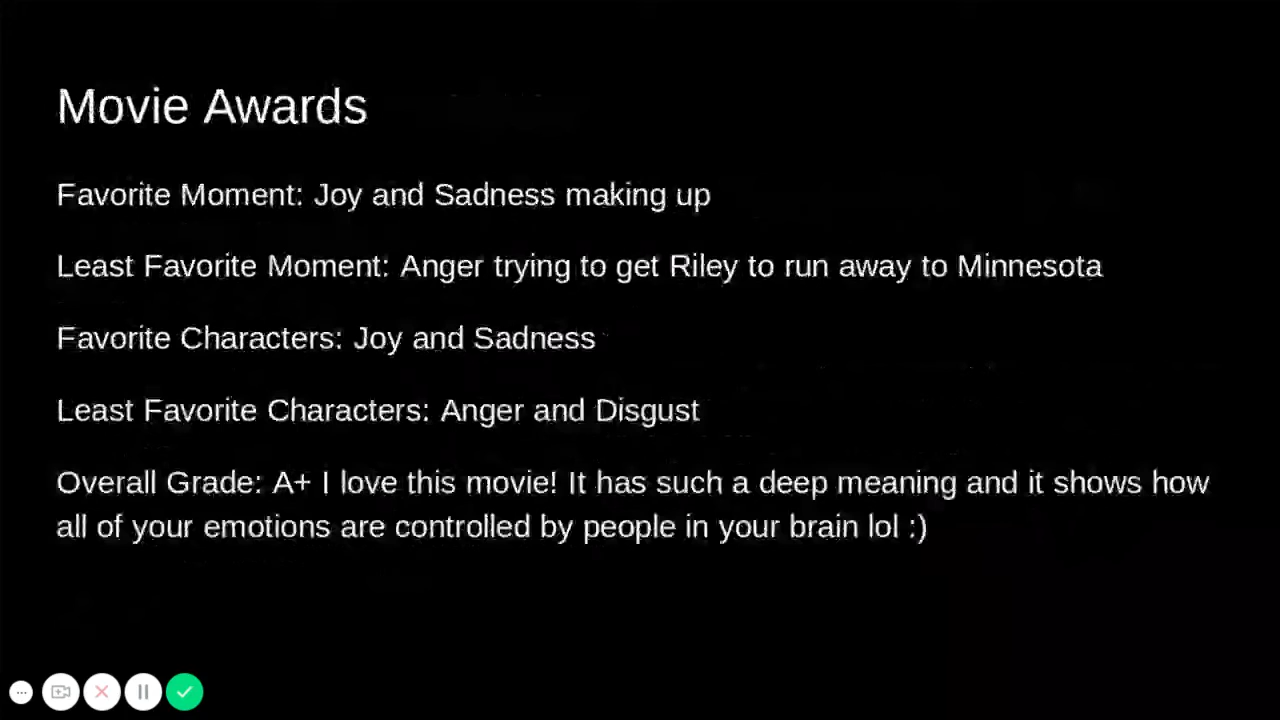 Movie Awards
Favorite Moment: Joy and Sadness making up
Least Favorite Moment: Anger trying to get Riley to run away to Minnesota
Favorite Characters: Joy and Sadness
Least Favorite Characters: Anger and Disgust
Overall Grade: A+ I love this movie! It has such a deep meaning and it shows how
all of your emotions are controlled by people in your brain lol :)